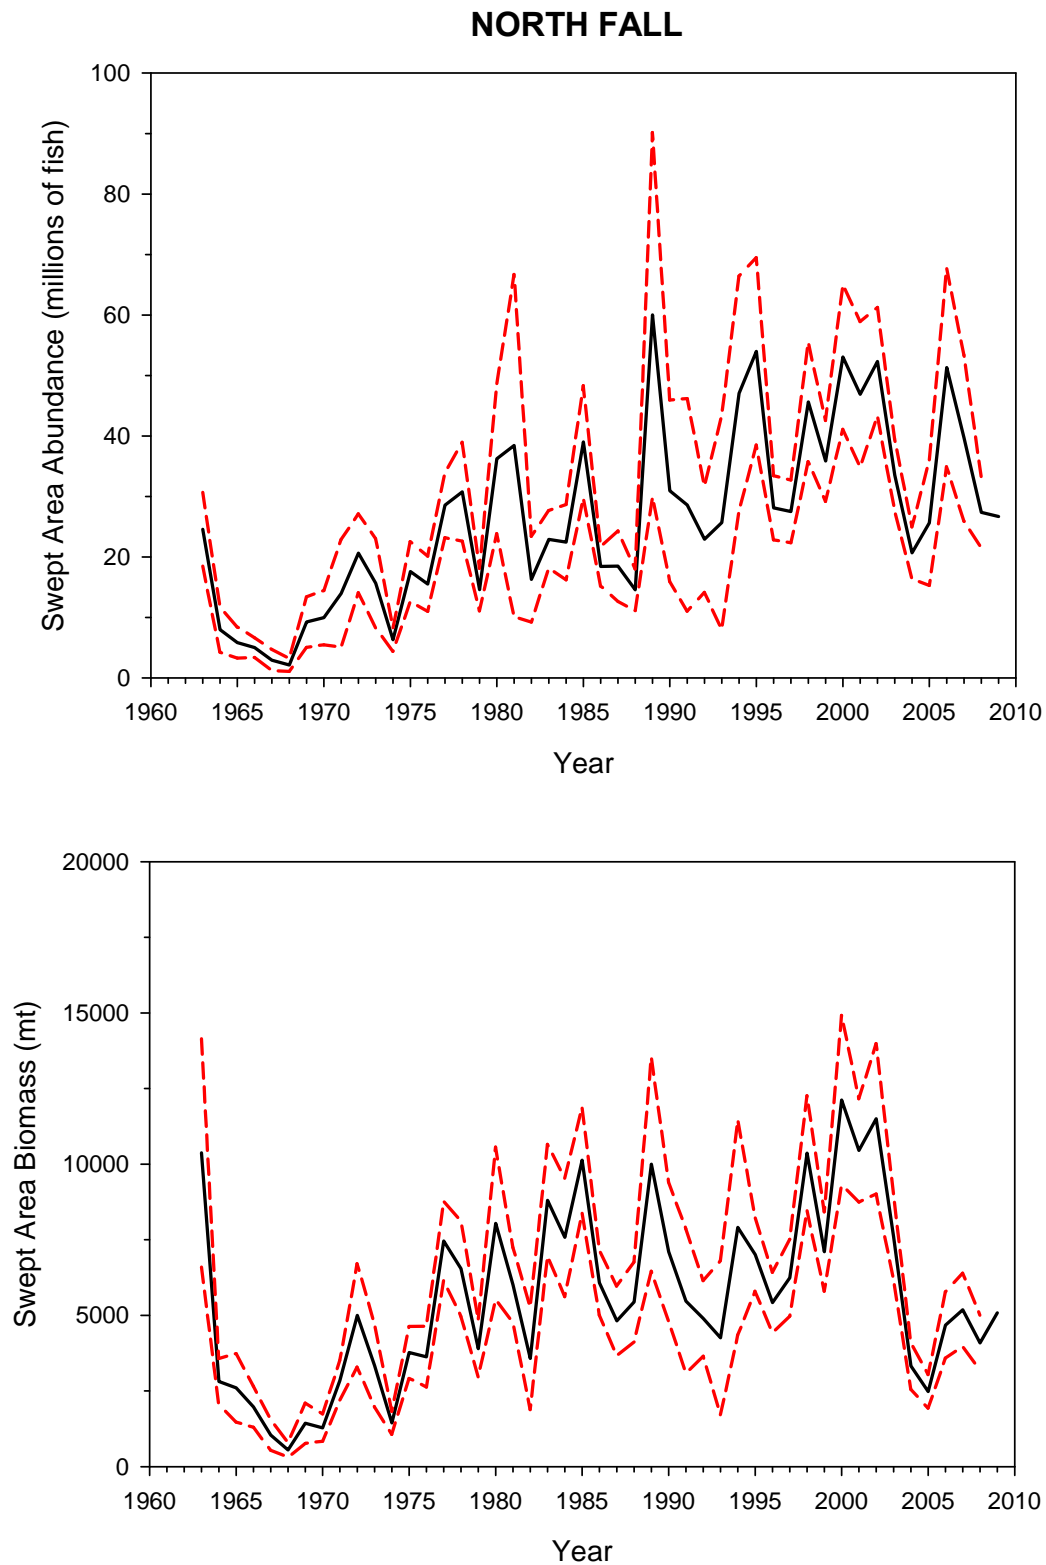 NORTH FALL
Swept Area Abundance (millions of fish)
100
80
60
40
20
0
1960 1965 1970 1975 1980 1985 1990 1995 2000 2005 2010
Year
Swept Area Biomass (mt)
20000
15000
10000
5000
0
1960 1965 1970 1975 1980 1985 1990 1995 2000 2005 2010
Year